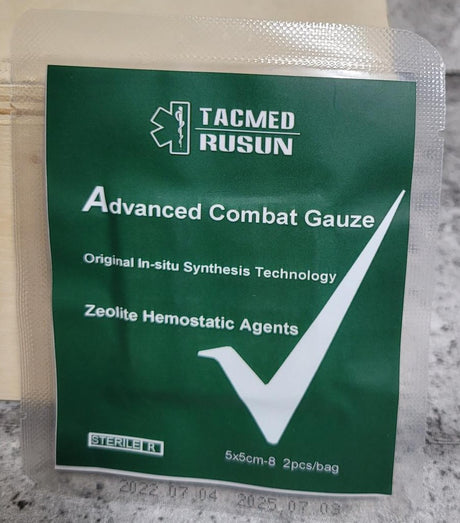 TACMED
RUSUN
Advanced Combat Gauze
Original In-situ Synthesis Technology
Zeolite Hemostatic Agents
STERILE R
5x5cm-8 2pcs/bag
2022.07.04 2025.07.03